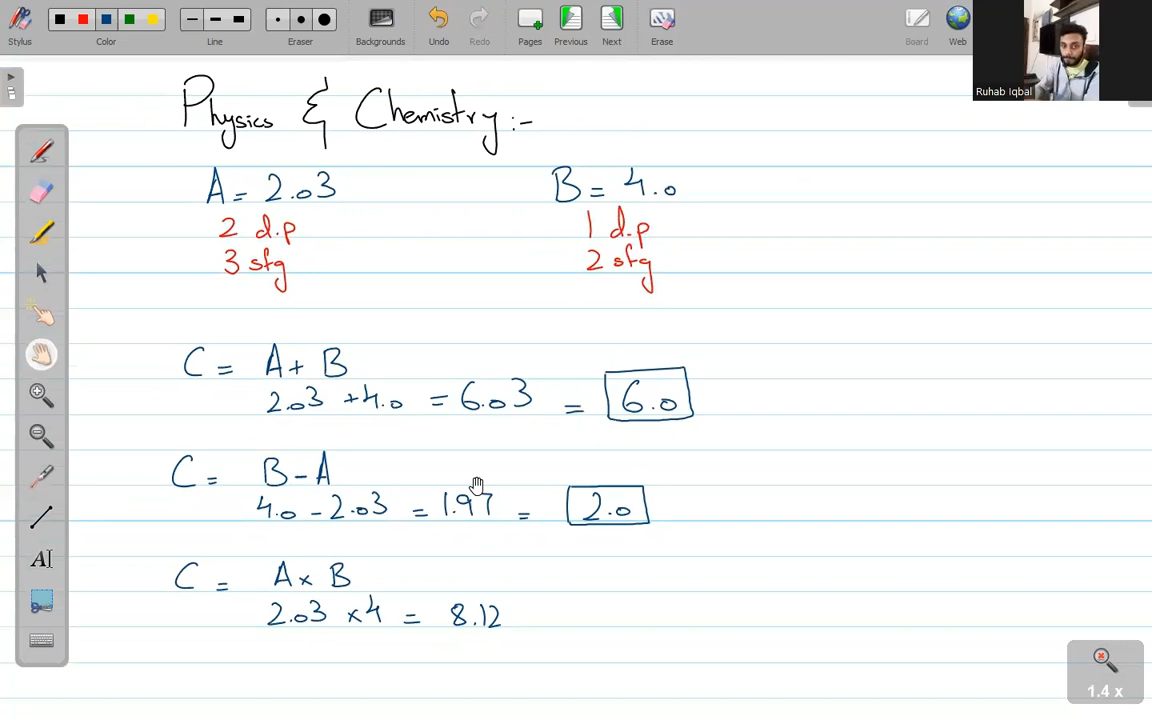 Stylus Color Line Eraser Backgrounds Undo Redo Pages Previous Next Erase Board Web
Ruhab Iqbal
Physics & Chemistry :-
A = 2.03 B = 4.0
2 d.p 1 d.p
3 sfg 2 sfg
C = A + B
2.03 + 4.0 = 6.03 = 6.0
C = B - A
4.0 - 2.03 = 1.97 = 2.0
C = A × B
2.03 × 4 = 8.12
AI
1.4 x